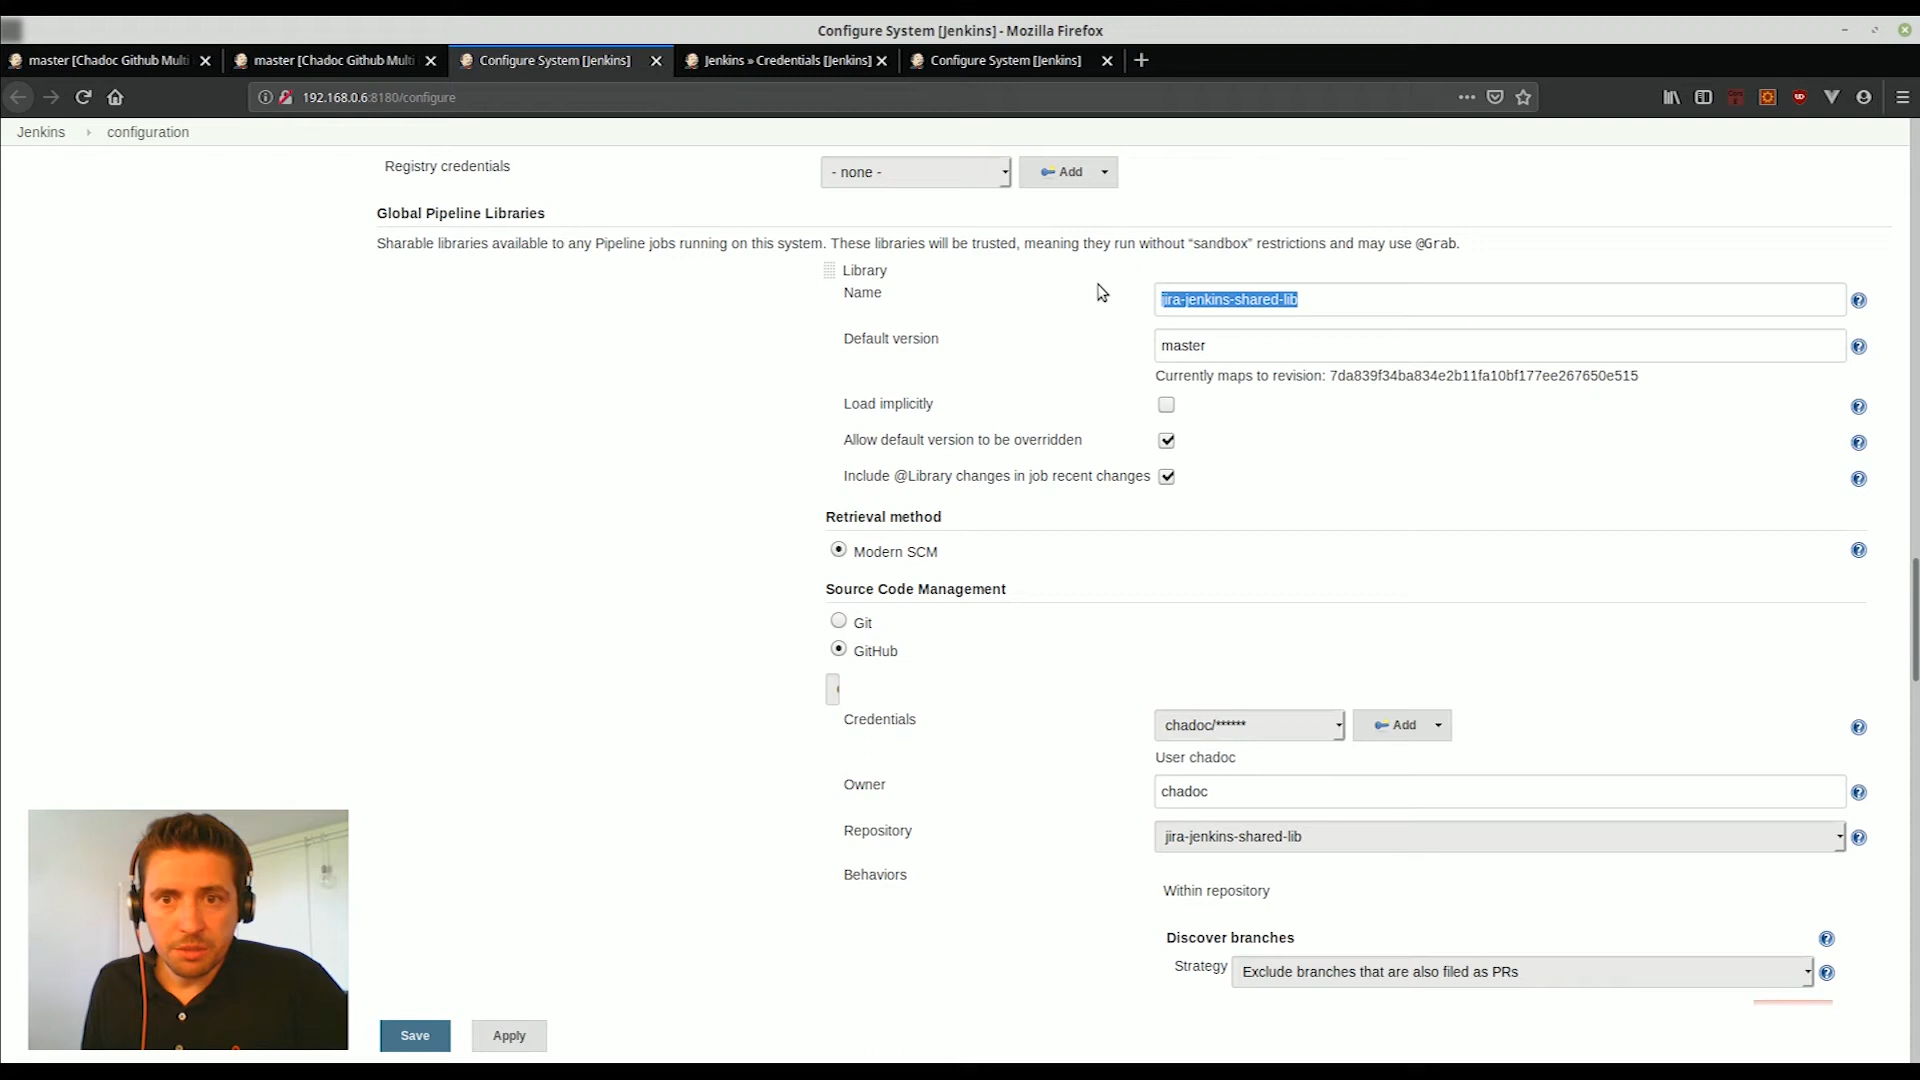 Configure System [Jenkins] - Mozilla Firefox
master [Chadoc Github Multi
master [Chadoc Github Multi
Configure System [Jenkins]
Jenkins » Credentials [Jenkins]
Configure System [Jenkins]
192.168.0.6:8180/configure
Jenkins
configuration
Registry credentials
- none -
Add
Global Pipeline Libraries
Sharable libraries available to any Pipeline jobs running on this system. These libraries will be trusted, meaning they run without “sandbox” restrictions and may use @Grab.
Library
Name
jira-jenkins-shared-lib
Default version
master
Currently maps to revision: 7da839f34ba834e2b11fa10bf177ee267650e515
Load implicitly
Allow default version to be overridden
Include @Library changes in job recent changes
Retrieval method
Modern SCM
Source Code Management
Git
GitHub
Credentials
chadoc/******
Add
User chadoc
Owner
chadoc
Repository
jira-jenkins-shared-lib
Behaviors
Within repository
Discover branches
Strategy
Exclude branches that are also filed as PRs
Save
Apply